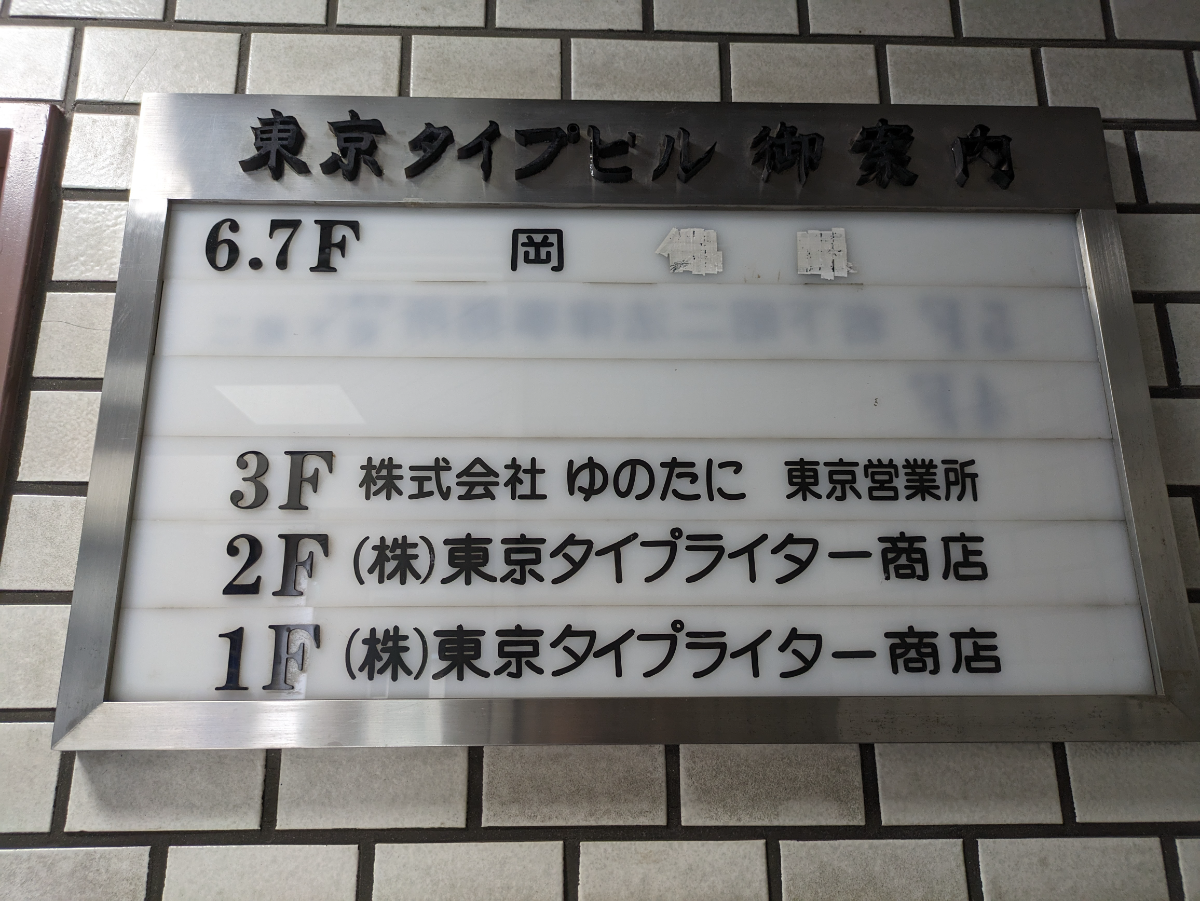 東京タイプビル 御案内
6.7F 岡
3F 株式会社 ゆのたに 東京営業所
2F (株)東京タイプライター商店
1F (株)東京タイプライター商店